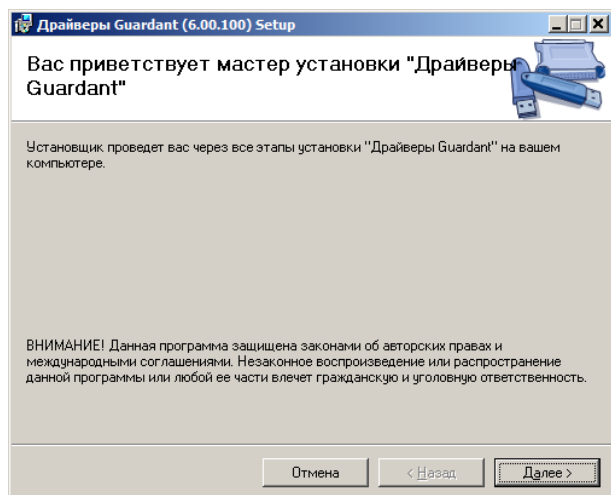 Драйверы Guardant (6.00.100) Setup
Вас приветствует мастер установки "Драйверы
Guardant"
Установщик проведет вас через все этапы установки "Драйверы Guardant" на вашем
компьютере.
ВНИМАНИЕ! Данная программа защищена законами об авторских правах и
международными соглашениями. Незаконное воспроизведение или распространение
данной программы или любой ее части влечет гражданскую и уголовную ответственность.
Отмена
< Назад
Далее >